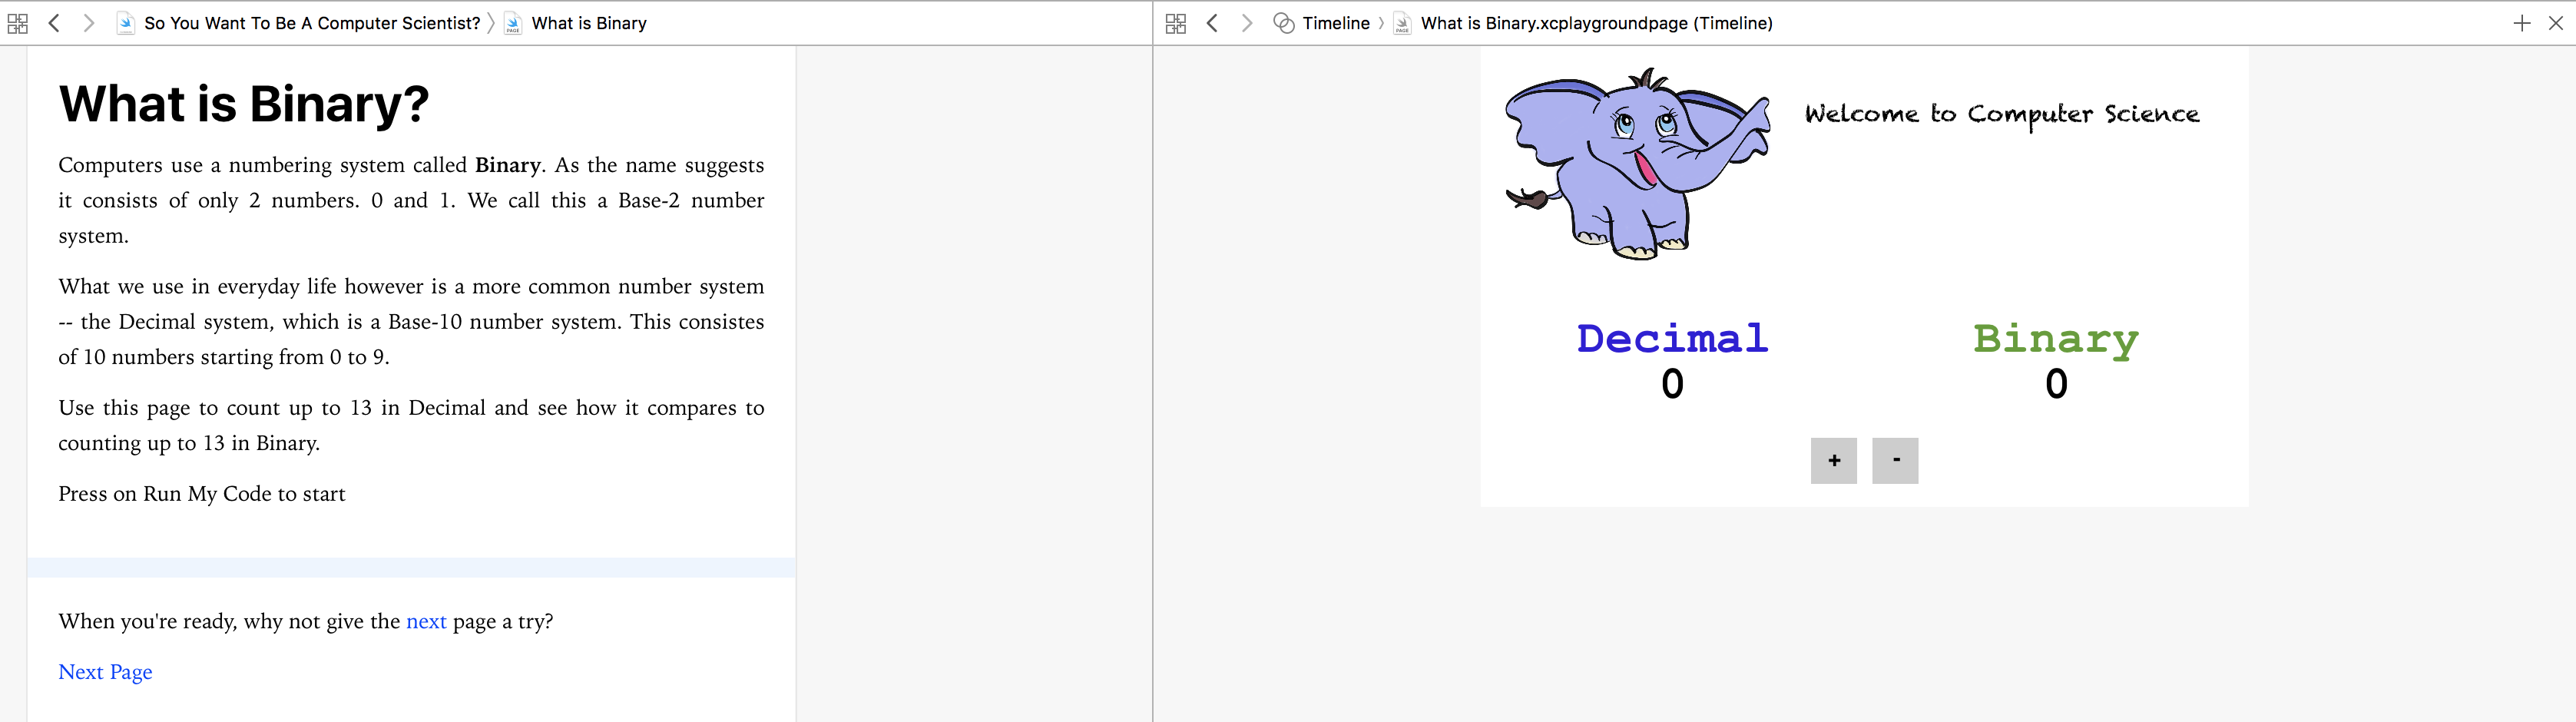 So You Want To Be A Computer Scientist? 〉 What is Binary
What is Binary?
Computers use a numbering system called Binary. As the name suggests
it consists of only 2 numbers. 0 and 1. We call this a Base-2 number
system.
What we use in everyday life however is a more common number system
-- the Decimal system, which is a Base-10 number system. This consistes
of 10 numbers starting from 0 to 9.
Use this page to count up to 13 in Decimal and see how it compares to
counting up to 13 in Binary.
Press on Run My Code to start
When you're ready, why not give the next page a try?
Next Page
Timeline 〉 What is Binary.xcplaygroundpage (Timeline)
Welcome to Computer Science
Decimal Binary
0 0
+ -